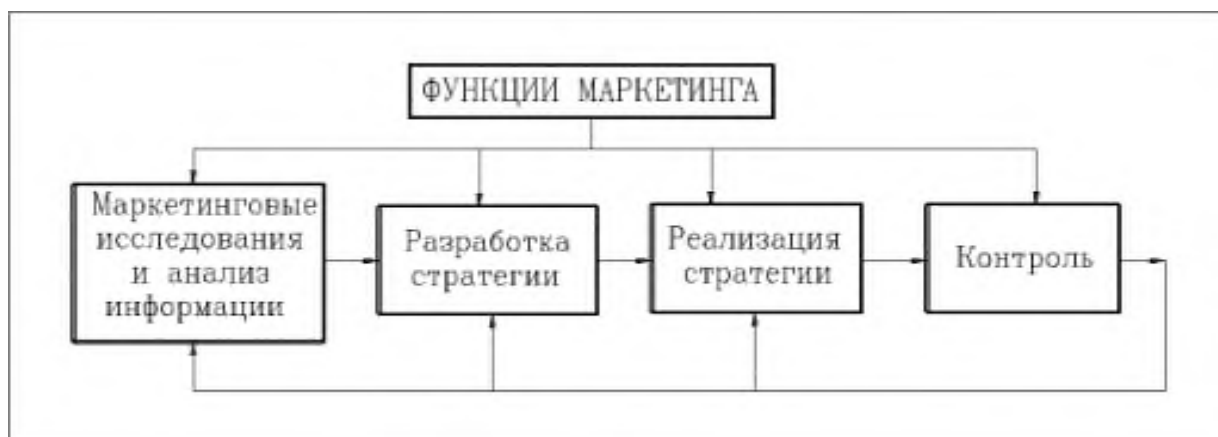 ФУНКЦИИ МАРКЕТИНГА
Маркетинговые
исследования
и анализ
информации
Разработка
стратегии
Реализация
стратегии
Контроль